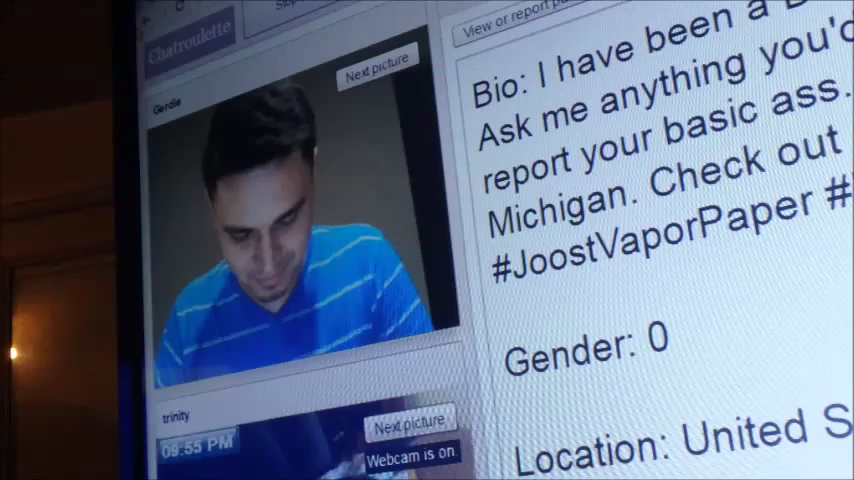 Chatroulette
View or report
Gerdie
Next picture
Bio: I have been a
Ask me anything you'd
report your basic ass.
Michigan. Check out
#JoostVaporPaper #
Gender: 0
Location: United S
trinity
Next picture
09:55 PM
Webcam is on.